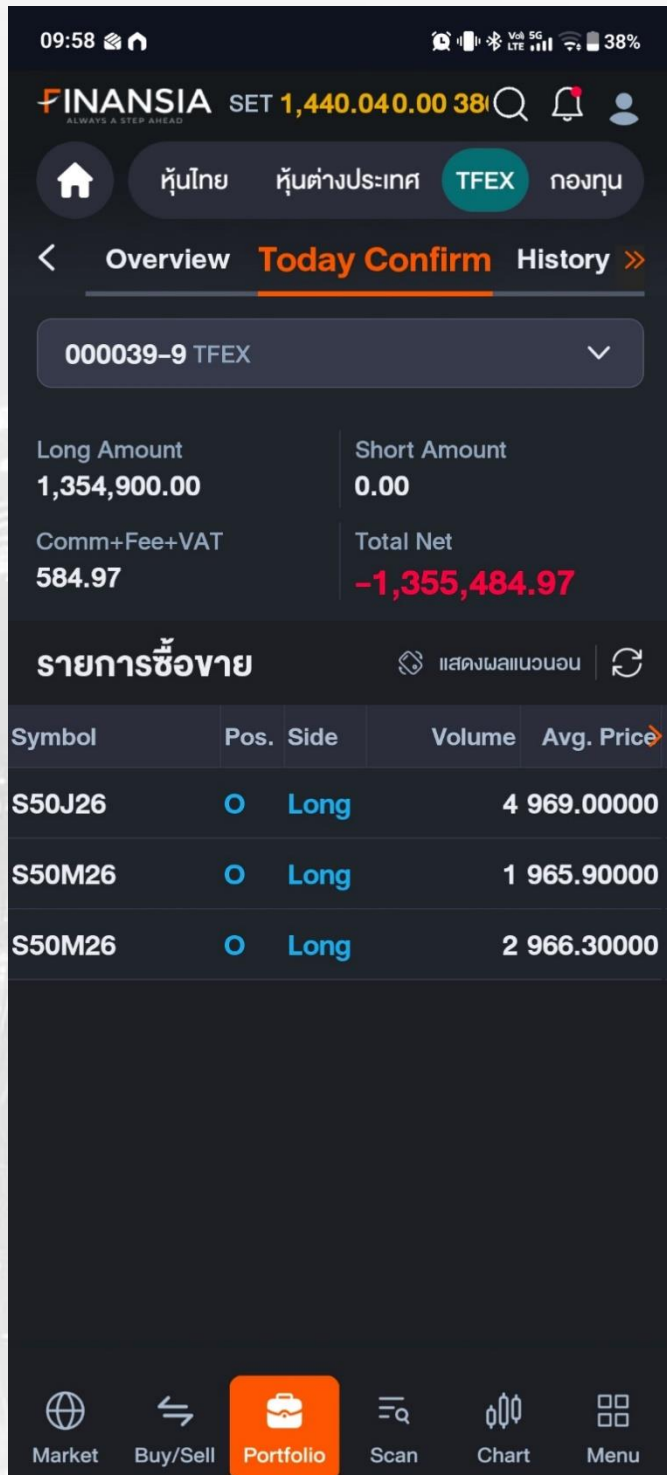 09:58 Vo) 5G LTE 38%
FINANSIA SET 1,440.04 0.00 38
ALWAYS A STEP AHEAD
หุ้นไทย หุ้นต่างประเทศ TFEX กองทุน
Overview Today Confirm History
000039-9 TFEX
Long Amount Short Amount
1,354,900.00 0.00
Comm+Fee+VAT Total Net
584.97 -1,355,484.97
รายการซื้อขาย แสดงผลแนวนอน
Symbol Pos. Side Volume Avg. Price
S50J26 O Long 4 969.00000
S50M26 O Long 1 965.90000
S50M26 O Long 2 966.30000
Market Buy/Sell Portfolio Scan Chart Menu